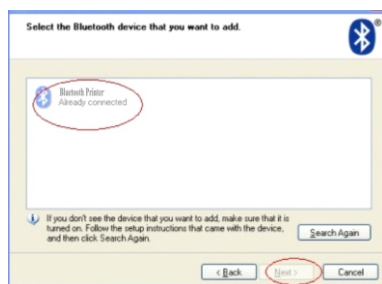 Select the Bluetooth device that you want to add.
®
Bluetooth Printer
Already connected
If you don't see the device that you want to add, make sure that it is
turned on. Follow the setup instructions that came with the device,
and then click Search Again.
Search Again
< Back
Next >
Cancel